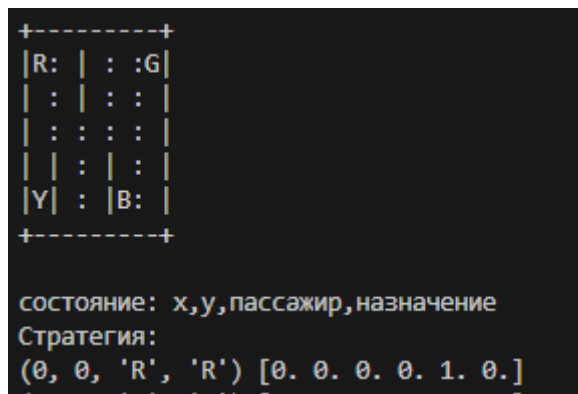 +---------+
|R: | : :G|
| : | : : |
| : : : : |
| | : | : |
|Y| : |B: |
+---------+
состояние: x,y,пассажир,назначение
Стратегия:
(0, 0, 'R', 'R') [0. 0. 0. 0. 1. 0.]